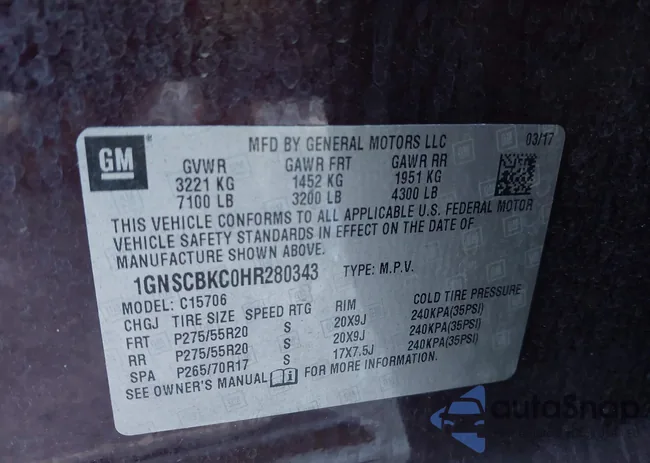 GM
MFD BY GENERAL MOTORS LLC 03/17
GVWR GAWR FRT GAWR RR
3221 KG 1452 KG 1951 KG
7100 LB 3200 LB 4300 LB
THIS VEHICLE CONFORMS TO ALL APPLICABLE U.S. FEDERAL MOTOR
VEHICLE SAFETY STANDARDS IN EFFECT ON THE DATE OF
MANUFACTURE SHOWN ABOVE.
1GNSCBKC0HR280343 TYPE: M.P.V.
MODEL: C15706
CHGJ TIRE SIZE SPEED RTG RIM COLD TIRE PRESSURE
FRT P275/55R20 S 20X9J 240KPA(35PSI)
RR P275/55R20 S 20X9J 240KPA(35PSI)
SPA P265/70R17 S 17X7.5J 240KPA(35PSI)
SEE OWNER'S MANUAL i FOR MORE INFORMATION.
autoSnap